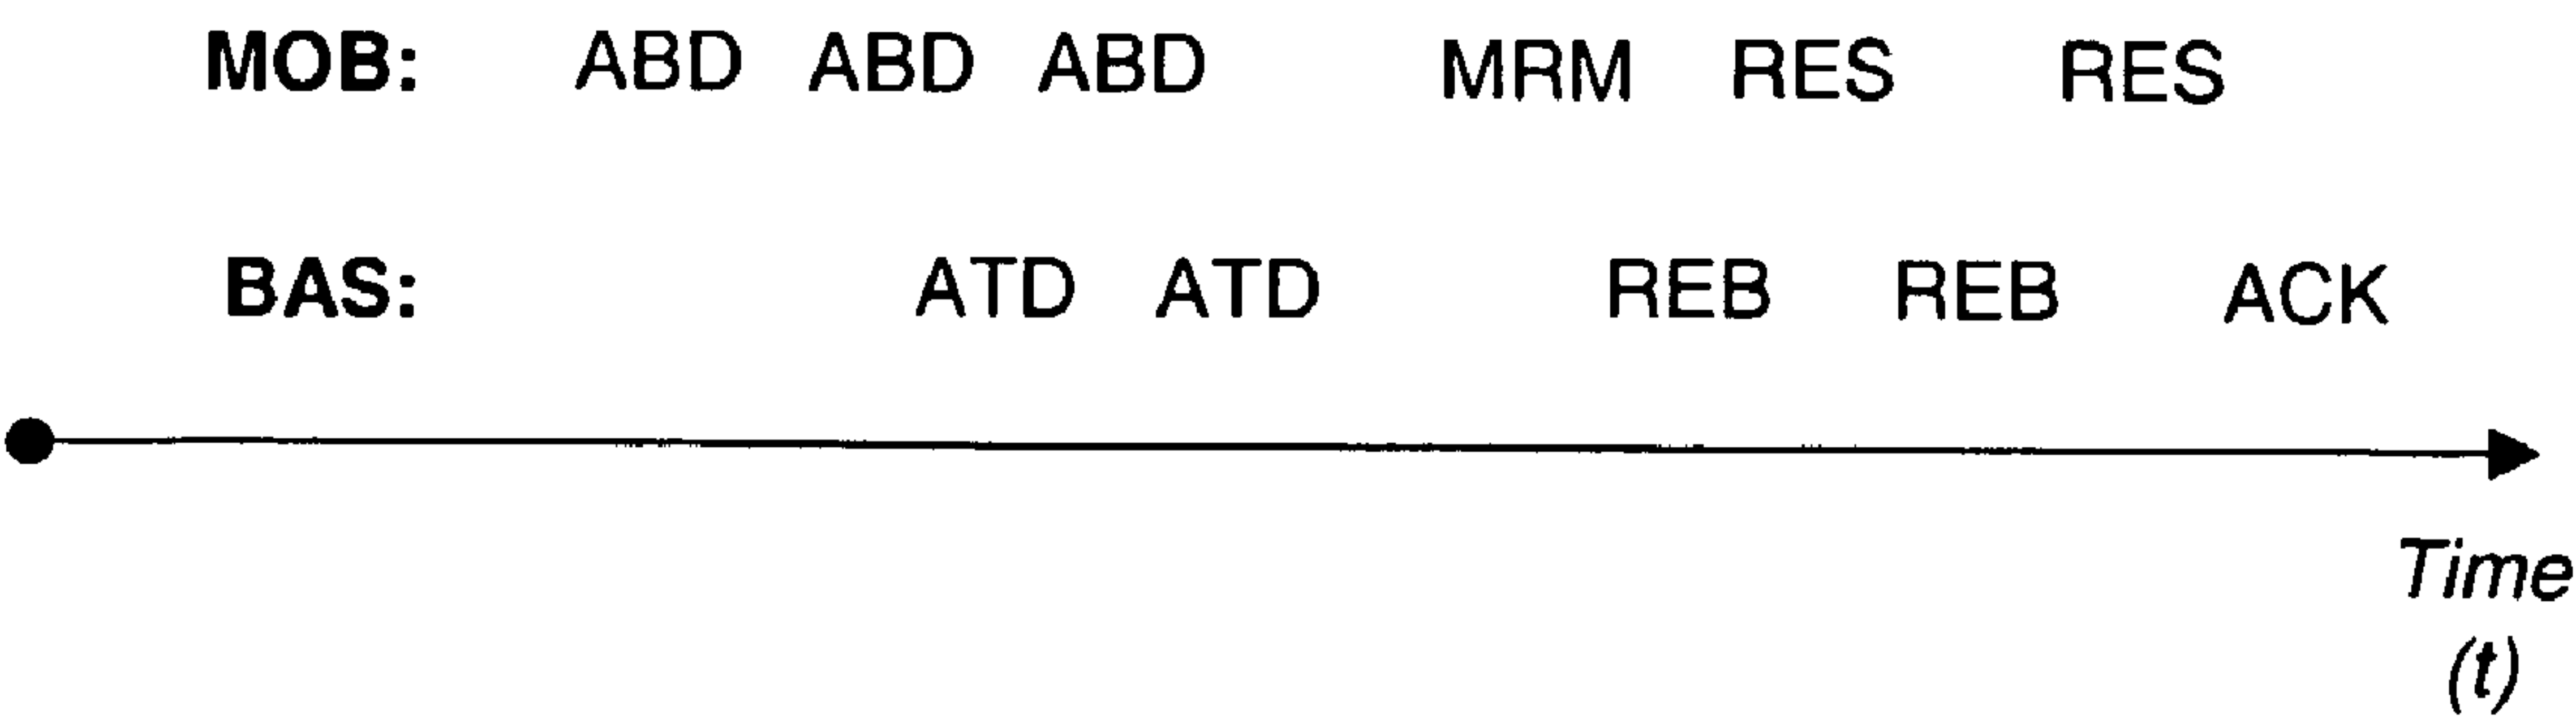 MOB: ABD ABD ABD MRM RES RES
BAS: ATD ATD REB REB ACK
Time
(t)